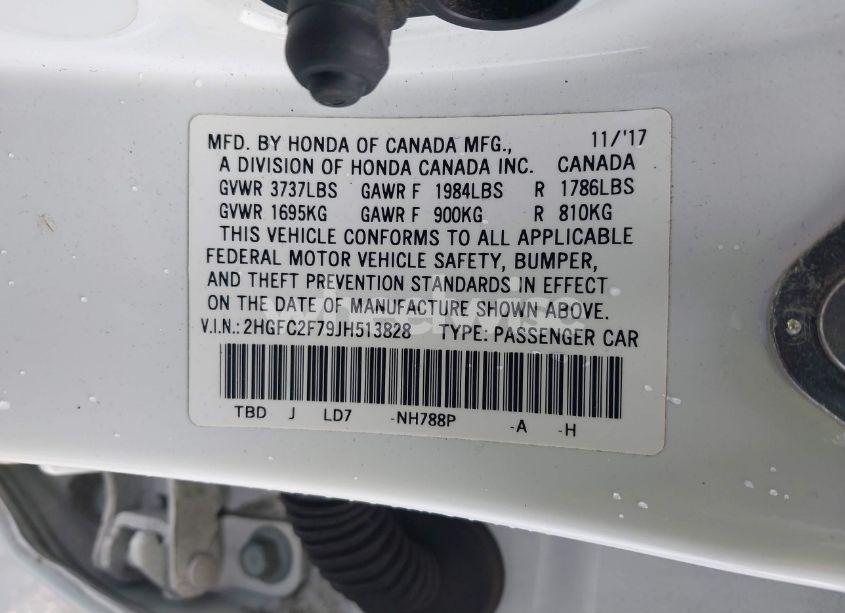 MFD. BY HONDA OF CANADA MFG., 11/'17
A DIVISION OF HONDA CANADA INC. CANADA
GVWR 3737LBS GAWR F 1984LBS R 1786LBS
GVWR 1695KG GAWR F 900KG R 810KG
THIS VEHICLE CONFORMS TO ALL APPLICABLE
FEDERAL MOTOR VEHICLE SAFETY, BUMPER,
AND THEFT PREVENTION STANDARDS IN EFFECT
ON THE DATE OF MANUFACTURE SHOWN ABOVE.
V.I.N.: 2HGFC2F79JH513828 TYPE: PASSENGER CAR
TBD J LD7 -NH788P -A -H